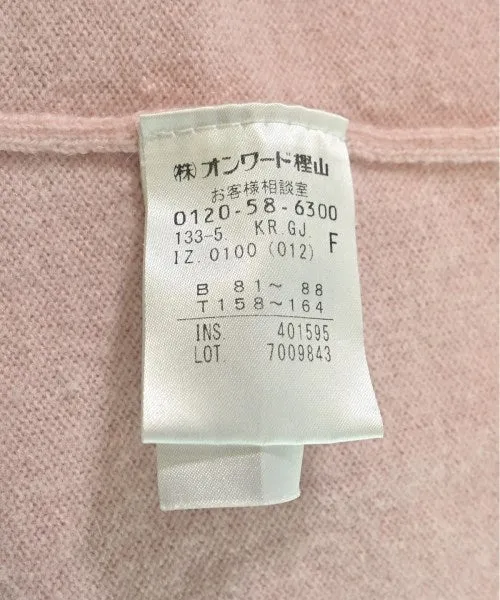 ㈱オンワード樫山
お客様相談室
0120-58-6300
133-5. KR.GJ.
IZ.0100 (012) F
B 81～ 88
T 158～164
INS. 401595
LOT. 7009843